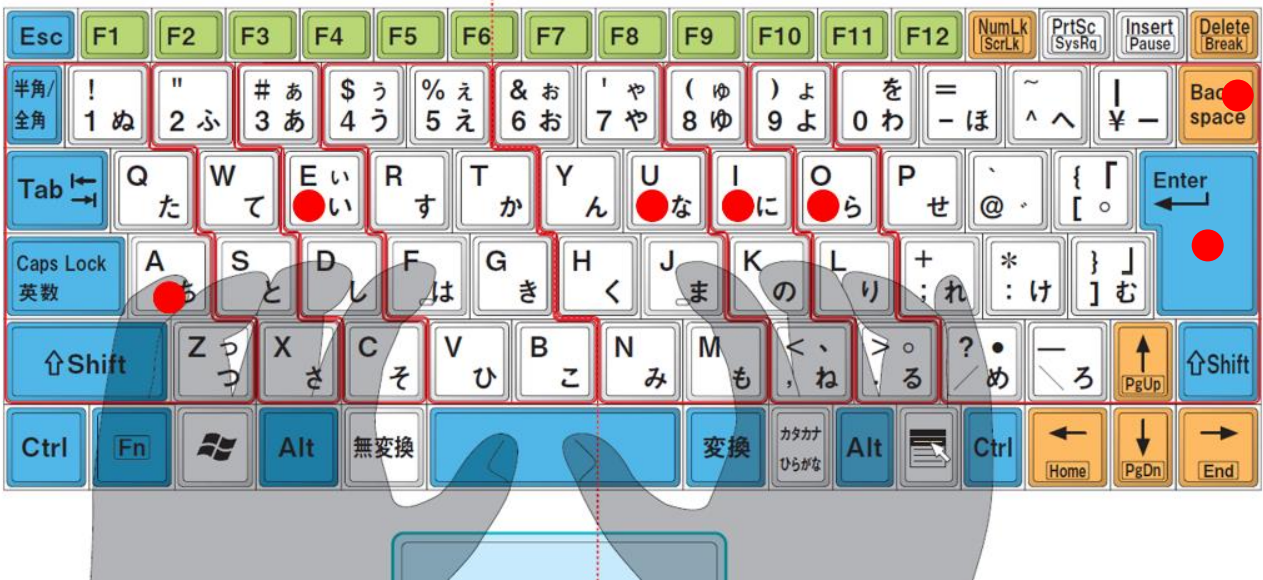 Esc F1 F2 F3 F4 F5 F6 F7 F8 F9 F10 F11 F12 NumLk PrtSc Insert Delete
ScrLk SysRq Pause Break
半角/ ! " # ぁ $ ぅ % ぇ & ぉ ' ゃ ( ゅ ) ょ を = ~ | Bac
全角 1 ぬ 2 ふ 3 あ 4 う 5 え 6 お 7 や 8 ゆ 9 よ 0 わ - ほ ^ へ ¥ ー space
Tab Q W E ぃ R T Y U I O P ` { 「 Enter
た て い す か ん な に ら せ @ ゛ [ ゜
Caps Lock A S D F G H J K L + * } 」
英数 ち と し は き く ま の り ; れ : け ] む
⇧Shift Z っ X C V B N M < 、 > 。 ? ・ _ ↑ ⇧Shift
つ さ そ ひ こ み も , ね . る / め \ ろ PgUp
Ctrl Fn Alt 無変換 変換 カタカナ Alt Ctrl ← ↓ →
ひらがな Home PgDn End